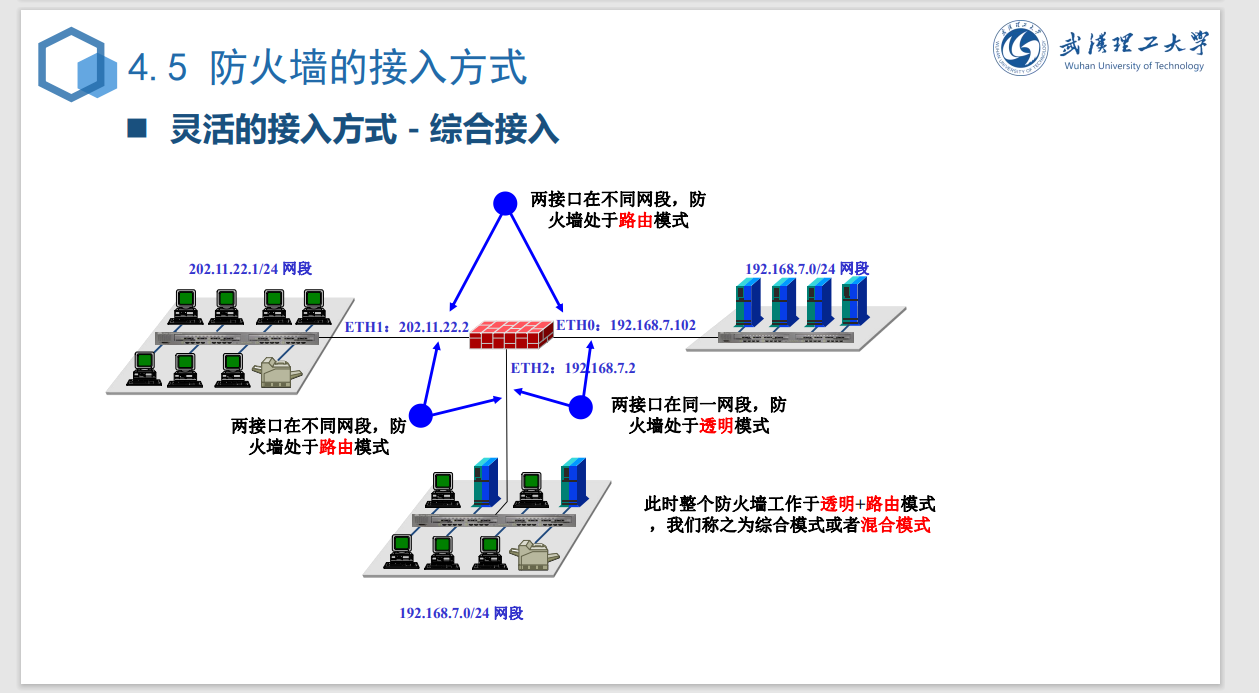 4.5 防火墙的接入方式
武汉理工大学
Wuhan University of Technology
灵活的接入方式 - 综合接入
两接口在不同网段，防
火墙处于路由模式
202.11.22.1/24 网段
192.168.7.0/24 网段
ETH1：202.11.22.2
ETH0：192.168.7.102
ETH2：192.168.7.2
两接口在不同网段，防
火墙处于路由模式
两接口在同一网段，防
火墙处于透明模式
此时整个防火墙工作于透明+路由模式
，我们称之为综合模式或者混合模式
192.168.7.0/24 网段